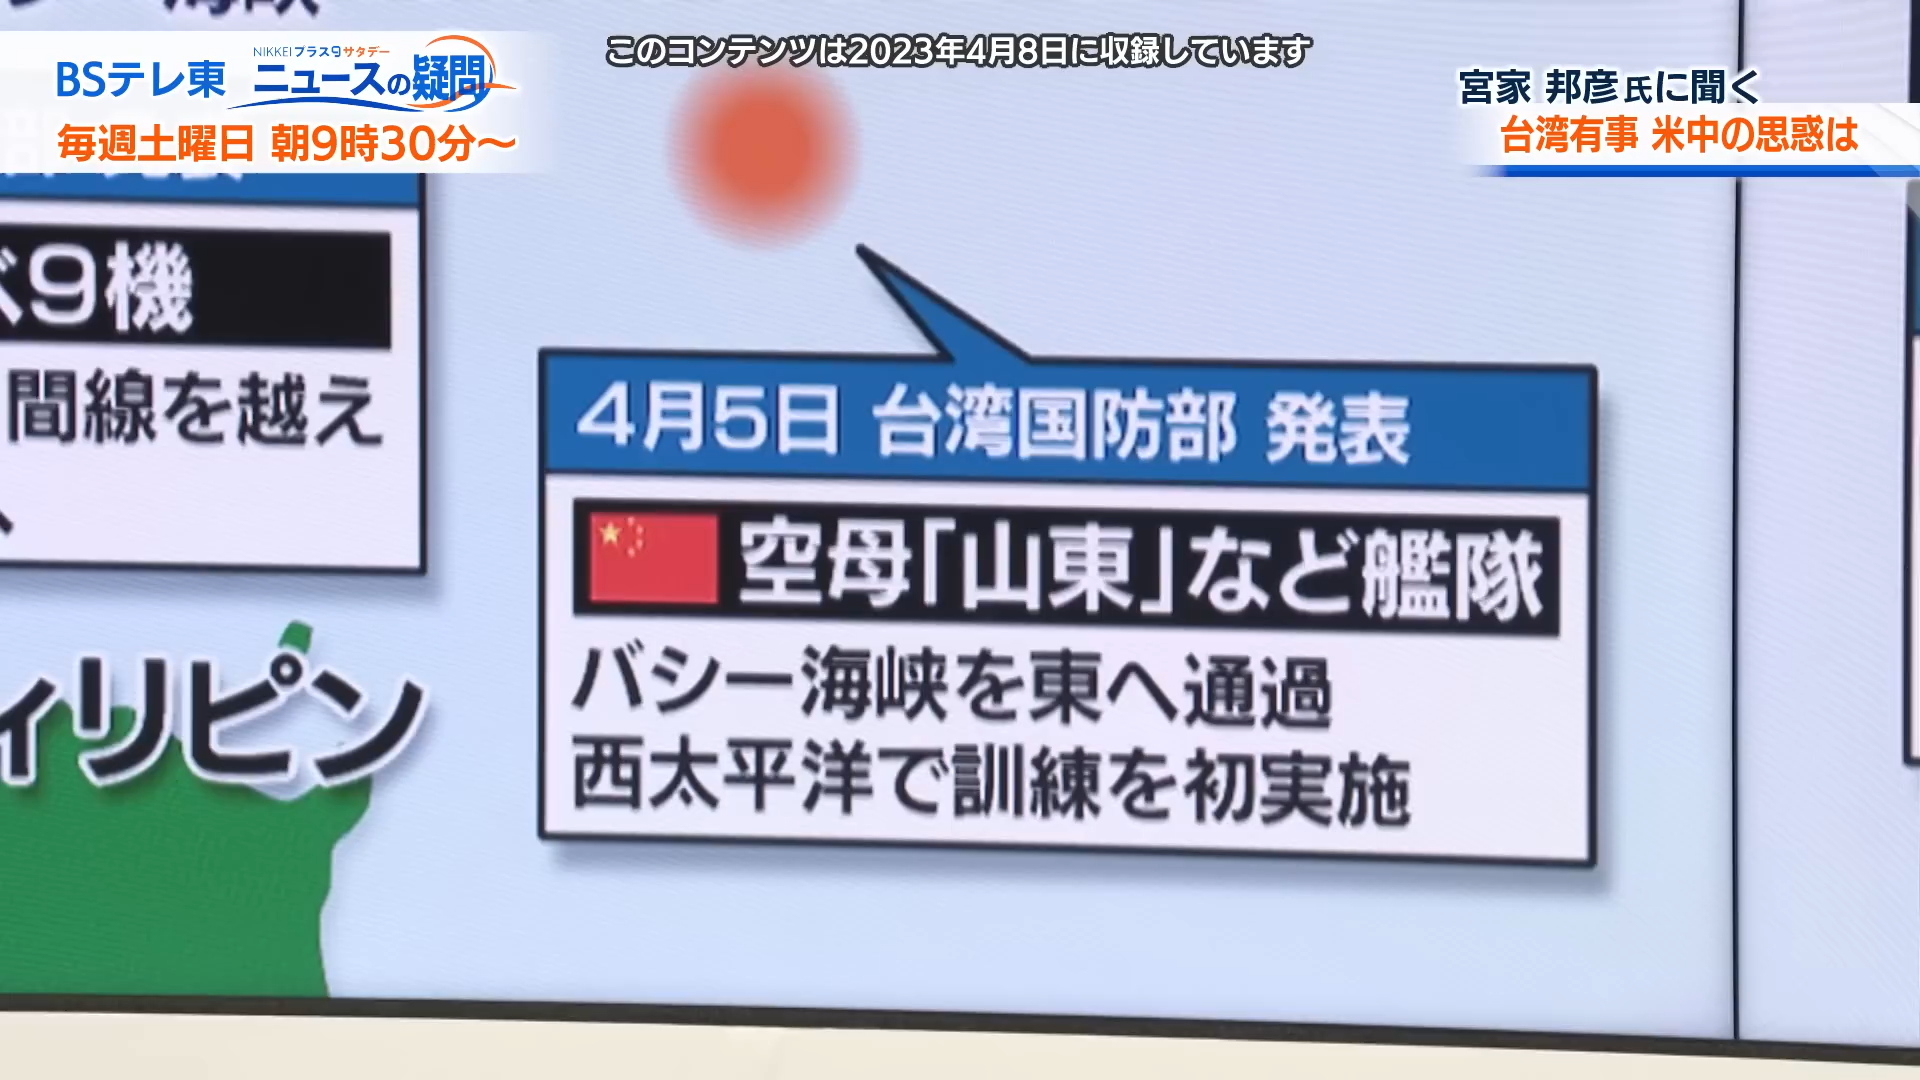 このコンテンツは2023年4月8日に収録しています
BSテレ東
NIKKEIプラス9サタデー
ニュースの疑問
毎週土曜日 朝9時30分～
宮家 邦彦氏に聞く
台湾有事 米中の思惑は
9機
間線を越え
4月5日 台湾国防部 発表
空母「山東」など艦隊
バシー海峡を東へ通過
西太平洋で訓練を初実施
ィリピン